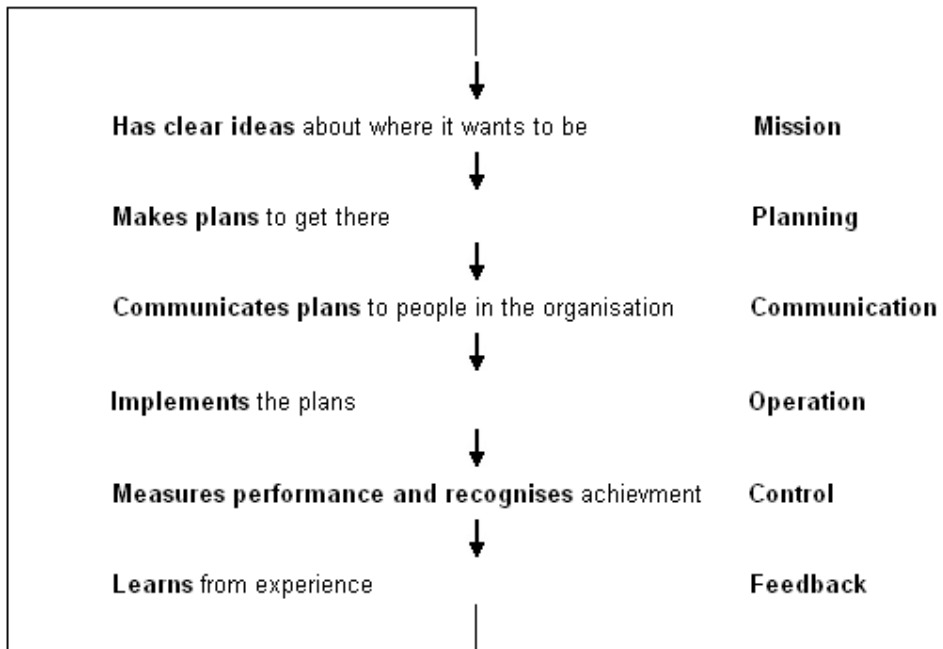 Has clear ideas about where it wants to be Mission
Makes plans to get there Planning
Communicates plans to people in the organisation Communication
Implements the plans Operation
Measures performance and recognises achievment Control
Learns from experience Feedback